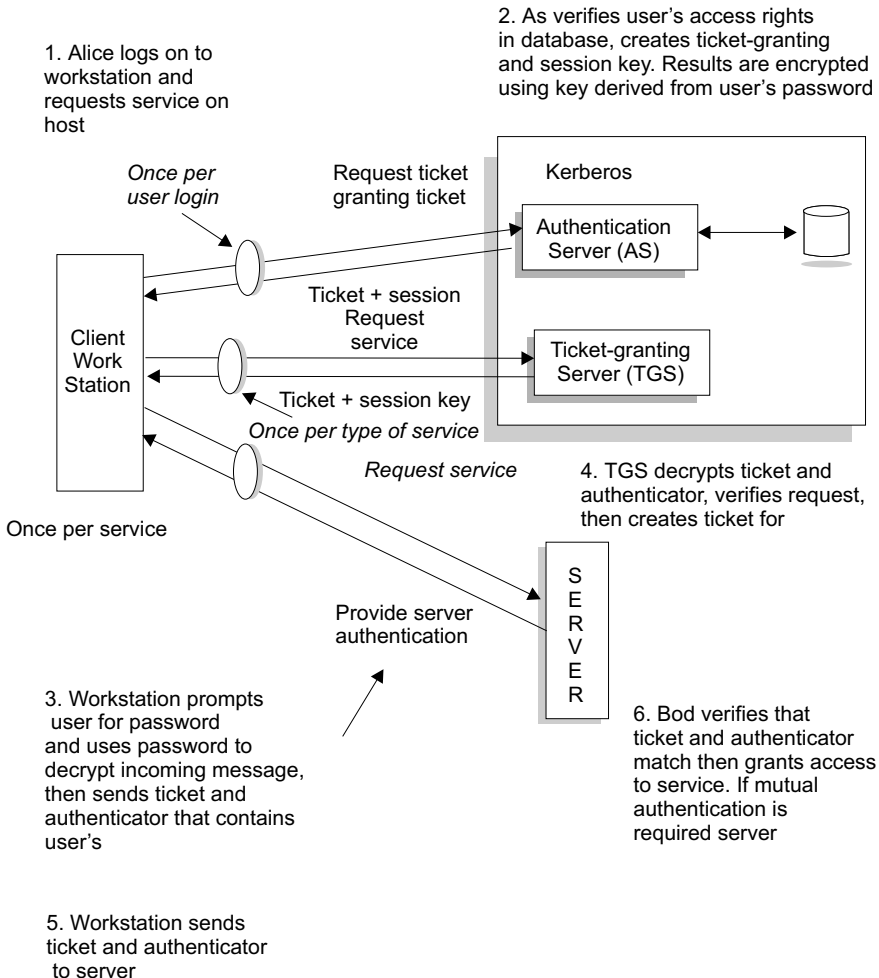 1. Alice logs on to
workstation and
requests service on
host
2. As verifies user's access rights
in database, creates ticket-granting
and session key. Results are encrypted
using key derived from user's password
Once per
user login
Request ticket
granting ticket
Kerberos
Authentication
Server (AS)
Ticket + session
Request
service
Client
Work
Station
Ticket-granting
Server (TGS)
Ticket + session key
Once per type of service
Request service
4. TGS decrypts ticket and
authenticator, verifies request,
then creates ticket for
Once per service
S
E
R
V
E
R
Provide server
authentication
3. Workstation prompts
user for password
and uses password to
decrypt incoming message,
then sends ticket and
authenticator that contains
user's
6. Bod verifies that
ticket and authenticator
match then grants access
to service. If mutual
authentication is
required server
5. Workstation sends
ticket and authenticator
to server